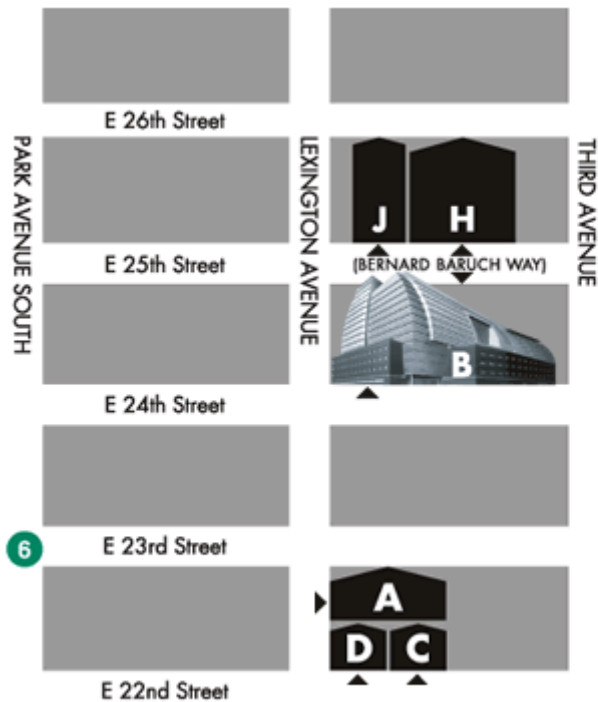 E 26th Street
PARK AVENUE SOUTH
LEXINGTON AVENUE
THIRD AVENUE
J
H
E 25th Street
(BERNARD BARUCH WAY)
B
E 24th Street
6
E 23rd Street
A
D
C
E 22nd Street